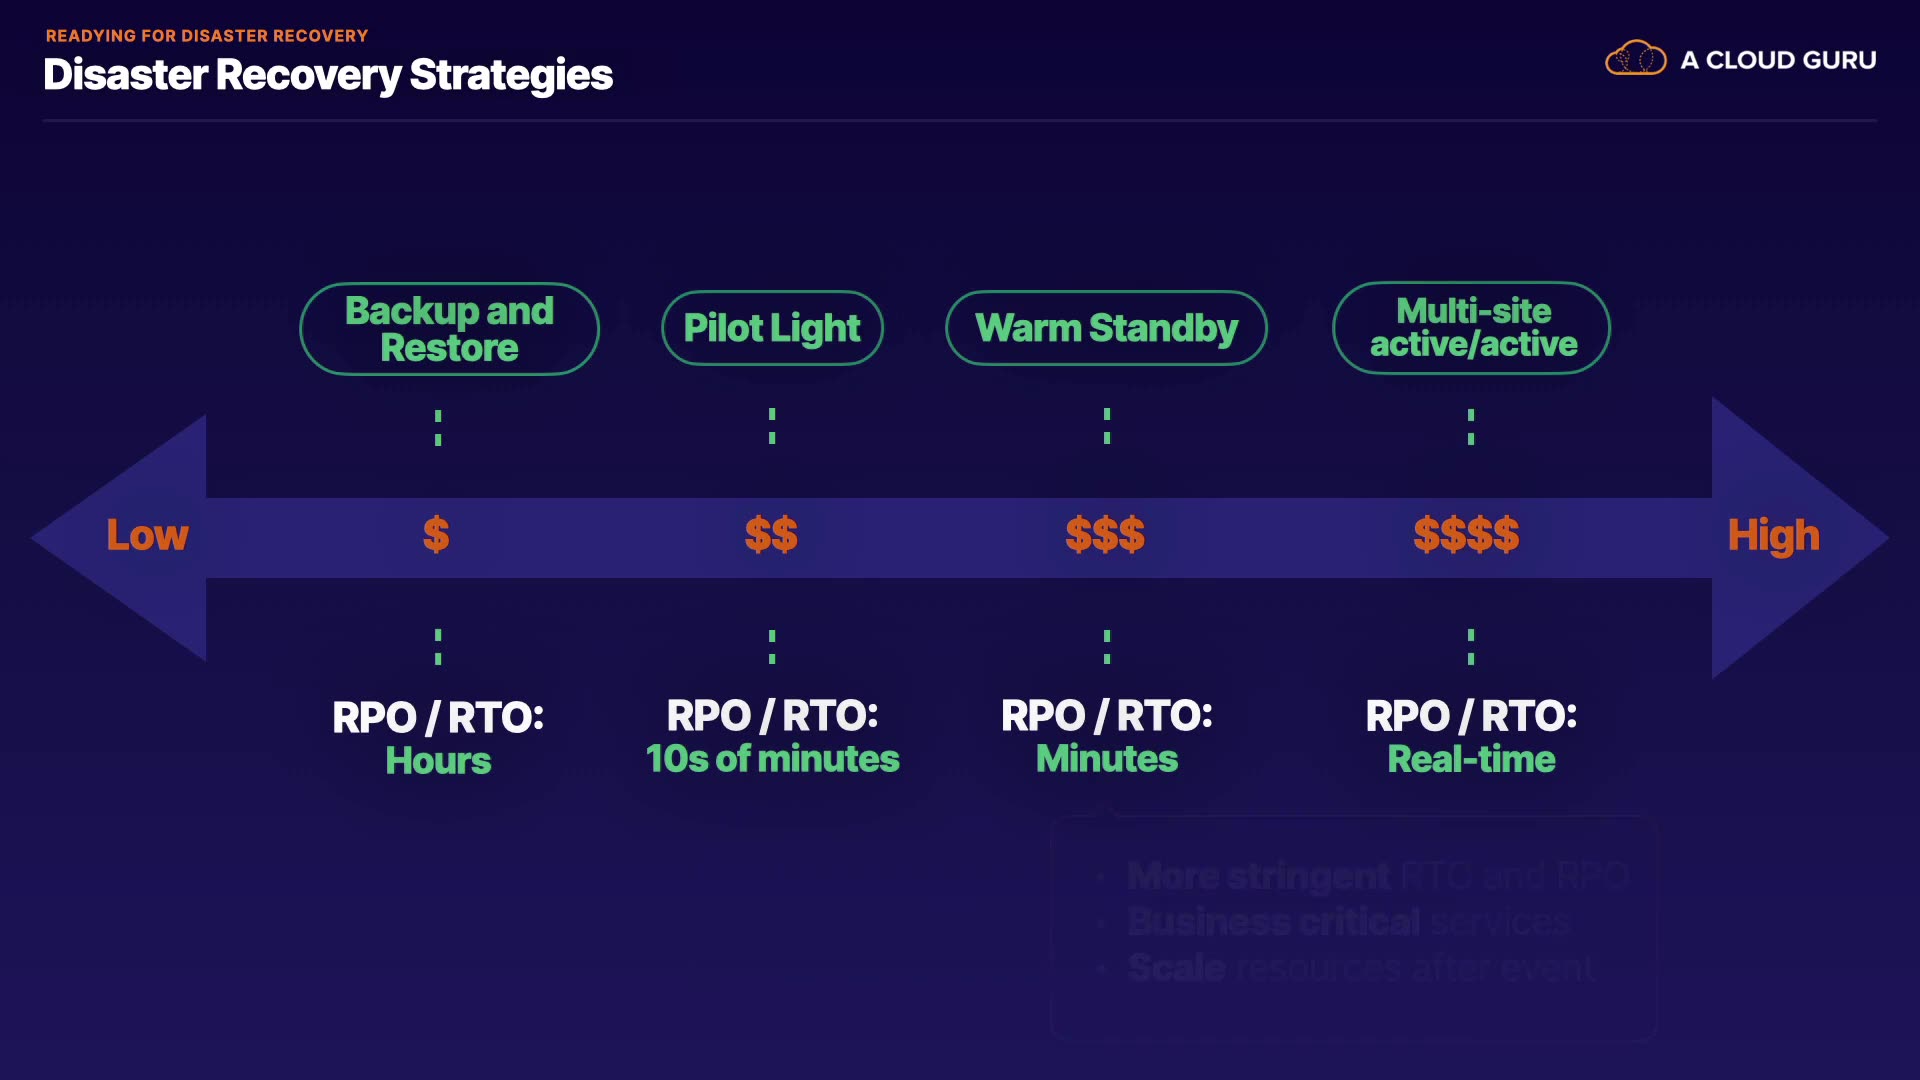 READYING FOR DISASTER RECOVERY
Disaster Recovery Strategies
A CLOUD GURU
Backup and
Restore
Pilot Light
Warm Standby
Multi-site
active/active
Low
$
$$
$$$
$$$$
High
RPO / RTO:
Hours
RPO / RTO:
10s of minutes
RPO / RTO:
Minutes
RPO / RTO:
Real-time
• More stringent RTO and RPO
• Business critical services
• Scale resources after event